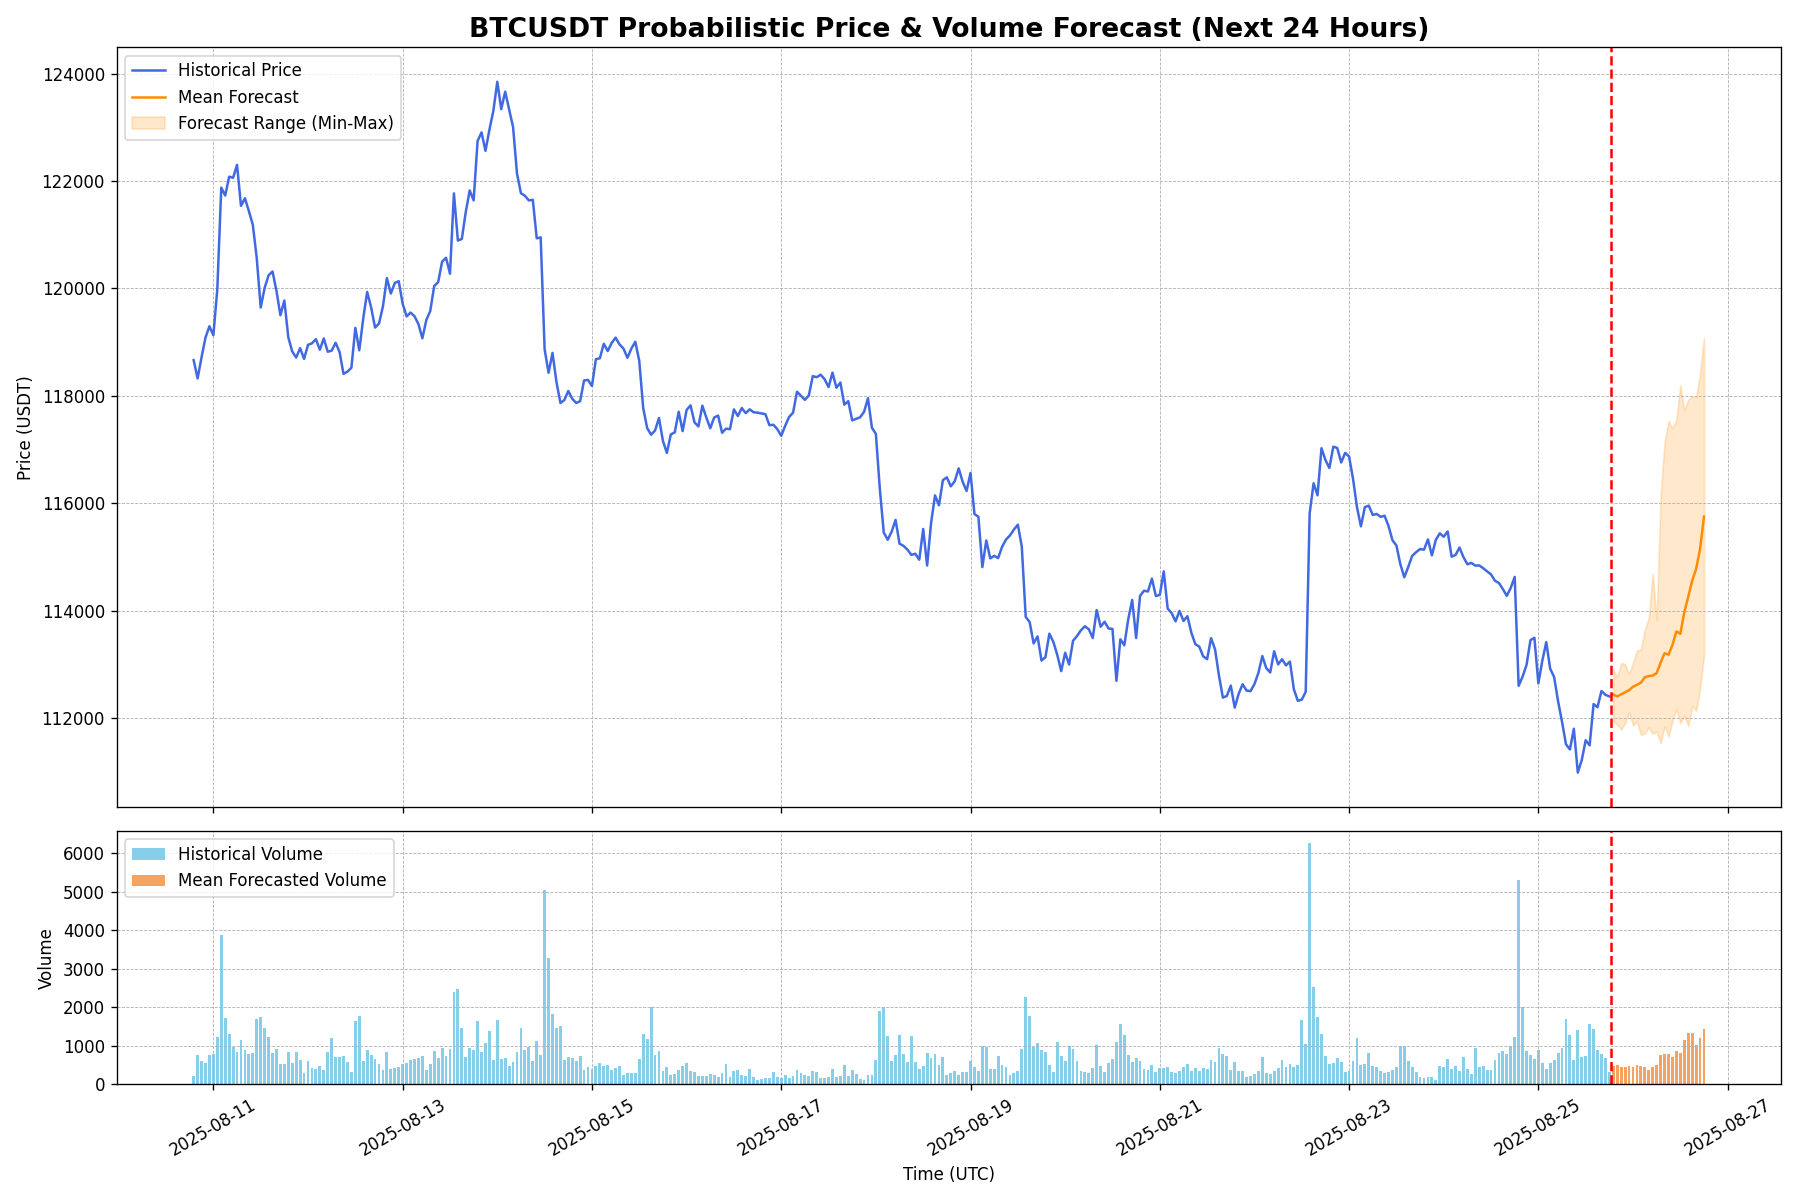 BTCUSDT Probabilistic Price & Volume Forecast (Next 24 Hours)
Historical Price
Mean Forecast
Forecast Range (Min-Max)
124000
122000
120000
118000
116000
114000
112000
Price (USDT)
Historical Volume
Mean Forecasted Volume
6000
5000
4000
3000
2000
1000
0
Volume
2025-08-11
2025-08-13
2025-08-15
2025-08-17
2025-08-19
2025-08-21
2025-08-23
2025-08-25
2025-08-27
Time (UTC)